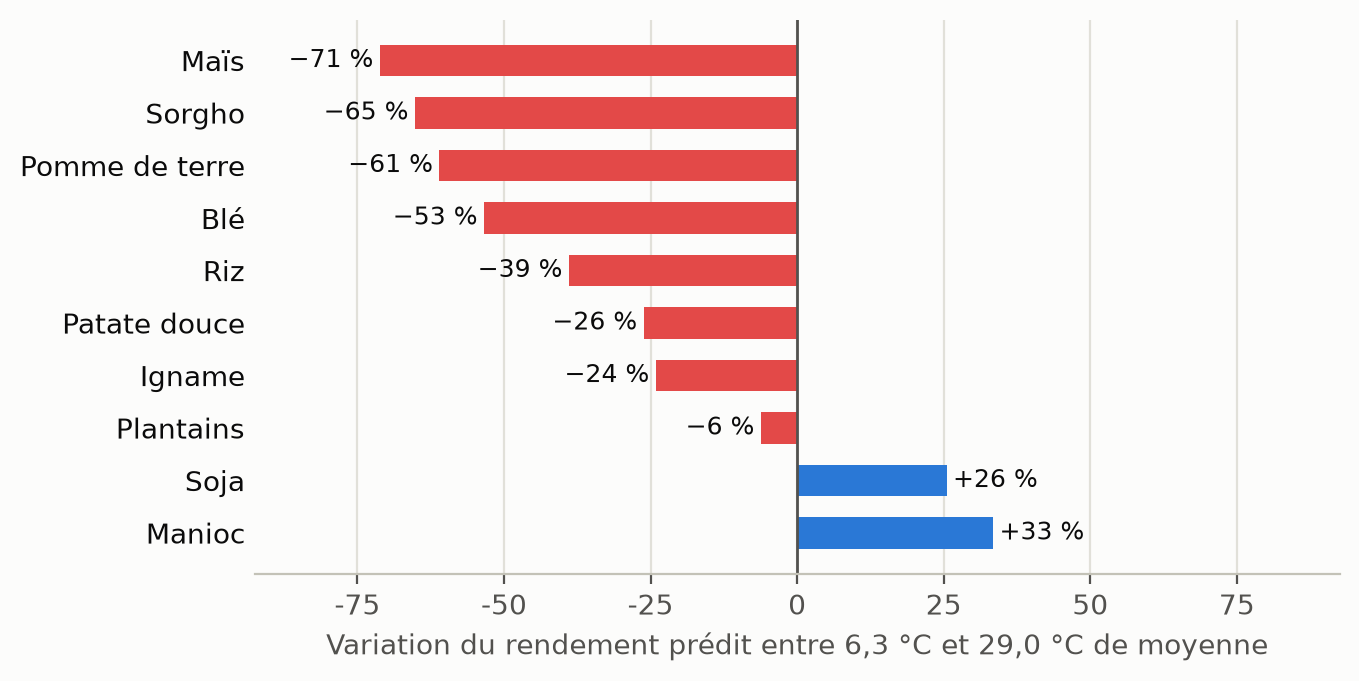 Maïs −71 %
Sorgho −65 %
Pomme de terre −61 %
Blé −53 %
Riz −39 %
Patate douce −26 %
Igname −24 %
Plantains −6 %
Soja +26 %
Manioc +33 %
-75 -50 -25 0 25 50 75
Variation du rendement prédit entre 6,3 °C et 29,0 °C de moyenne